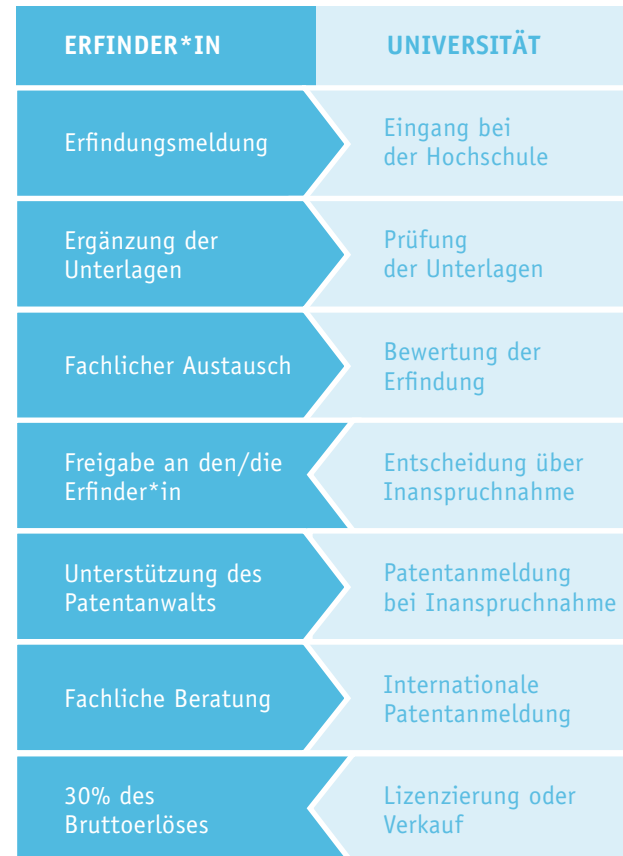 ERFINDER*IN
UNIVERSITÄT
Erfindungsmeldung
Eingang bei
der Hochschule
Ergänzung der
Unterlagen
Prüfung
der Unterlagen
Fachlicher Austausch
Bewertung der
Erfindung
Freigabe an den/die
Erfinder*in
Entscheidung über
Inanspruchnahme
Unterstützung des
Patentanwalts
Patentanmeldung
bei Inanspruchnahme
Fachliche Beratung
Internationale
Patentanmeldung
30% des
Bruttoerlöses
Lizenzierung oder
Verkauf